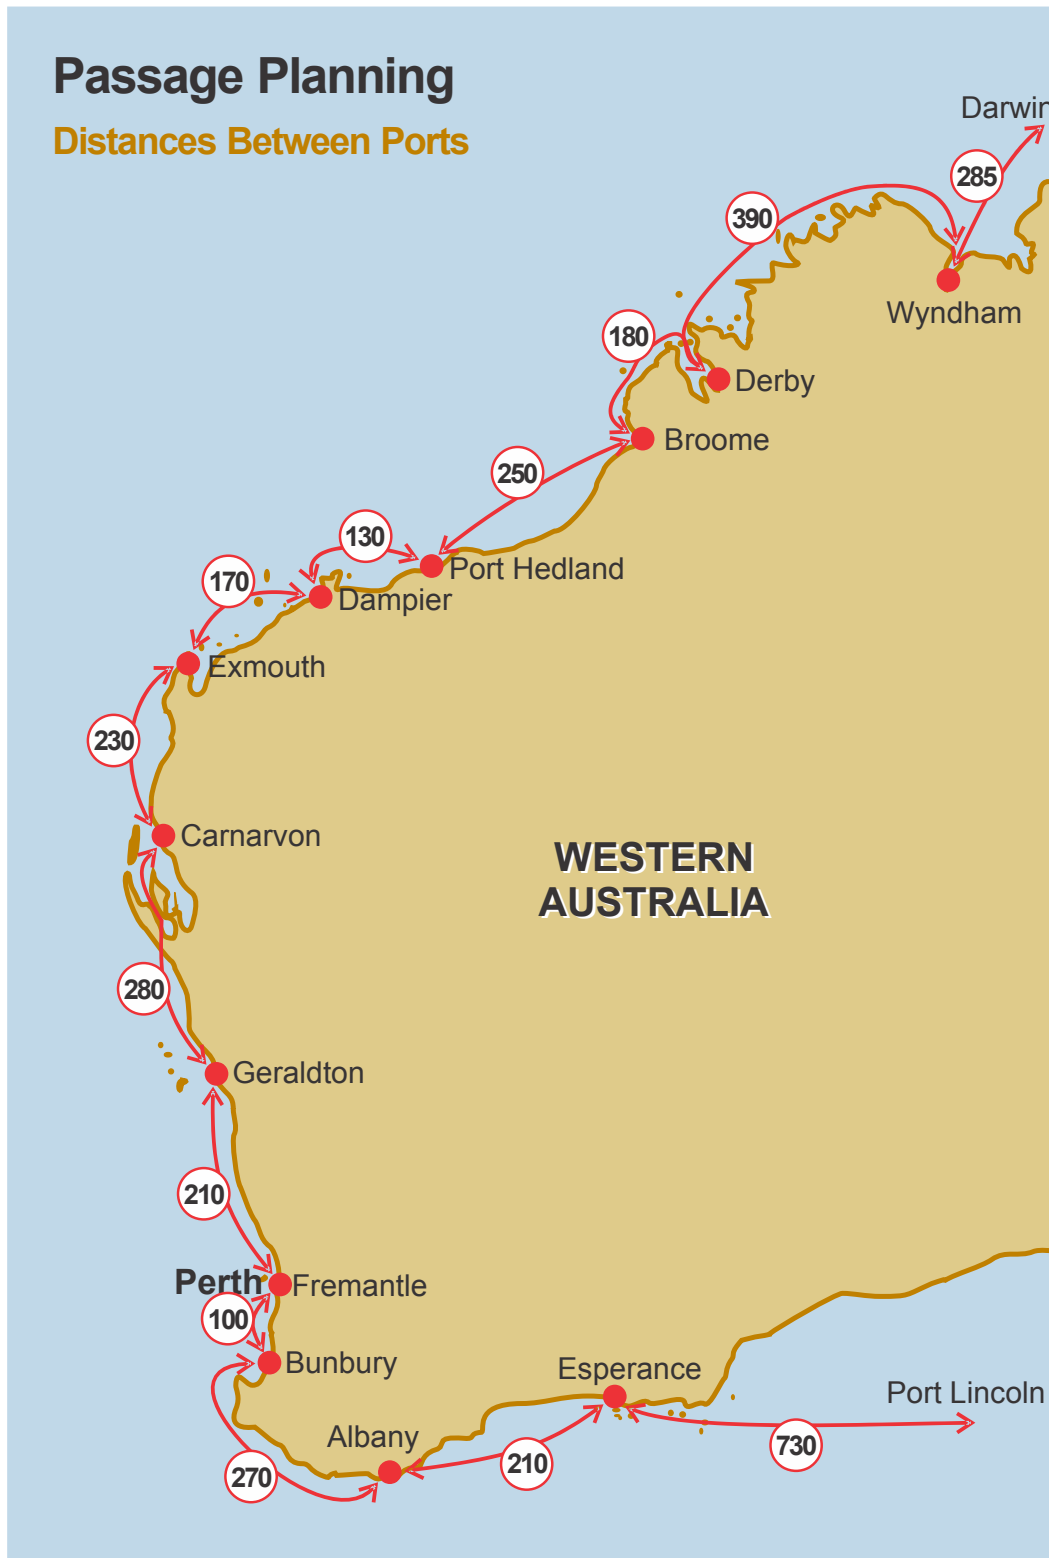 Passage Planning
Distances Between Ports
Darwin
285
390
Wyndham
180
Derby
Broome
250
130
Port Hedland
170
Dampier
Exmouth
230
Carnarvon
WESTERN
AUSTRALIA
280
Geraldton
210
Perth
Fremantle
100
Bunbury
Esperance
Port Lincoln
Albany
730
210
270